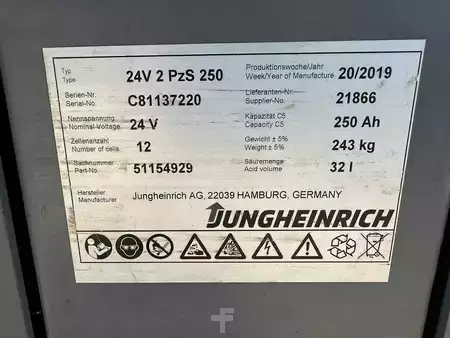 Typ
Type
24V 2 PzS 250
Produktionswoche/Jahr
Week/Year of Manufacture
20/2019
Serien-Nr.
Serial-No.
C81137220
Lieferanten-Nr.
Supplier-No.
21866
Nennspannung
Nominal Voltage
24 V
Kapazität C5
Capacity C5
250 Ah
Zellenanzahl
Number of cells
12
Gewicht ± 5%
Weight ± 5%
243 kg
Sachnummer
Part-No.
51154929
Säuremenge
Acid volume
32 l
Hersteller
Manufacturer
Jungheinrich AG, 22039 HAMBURG, GERMANY
JUNGHEINRICH